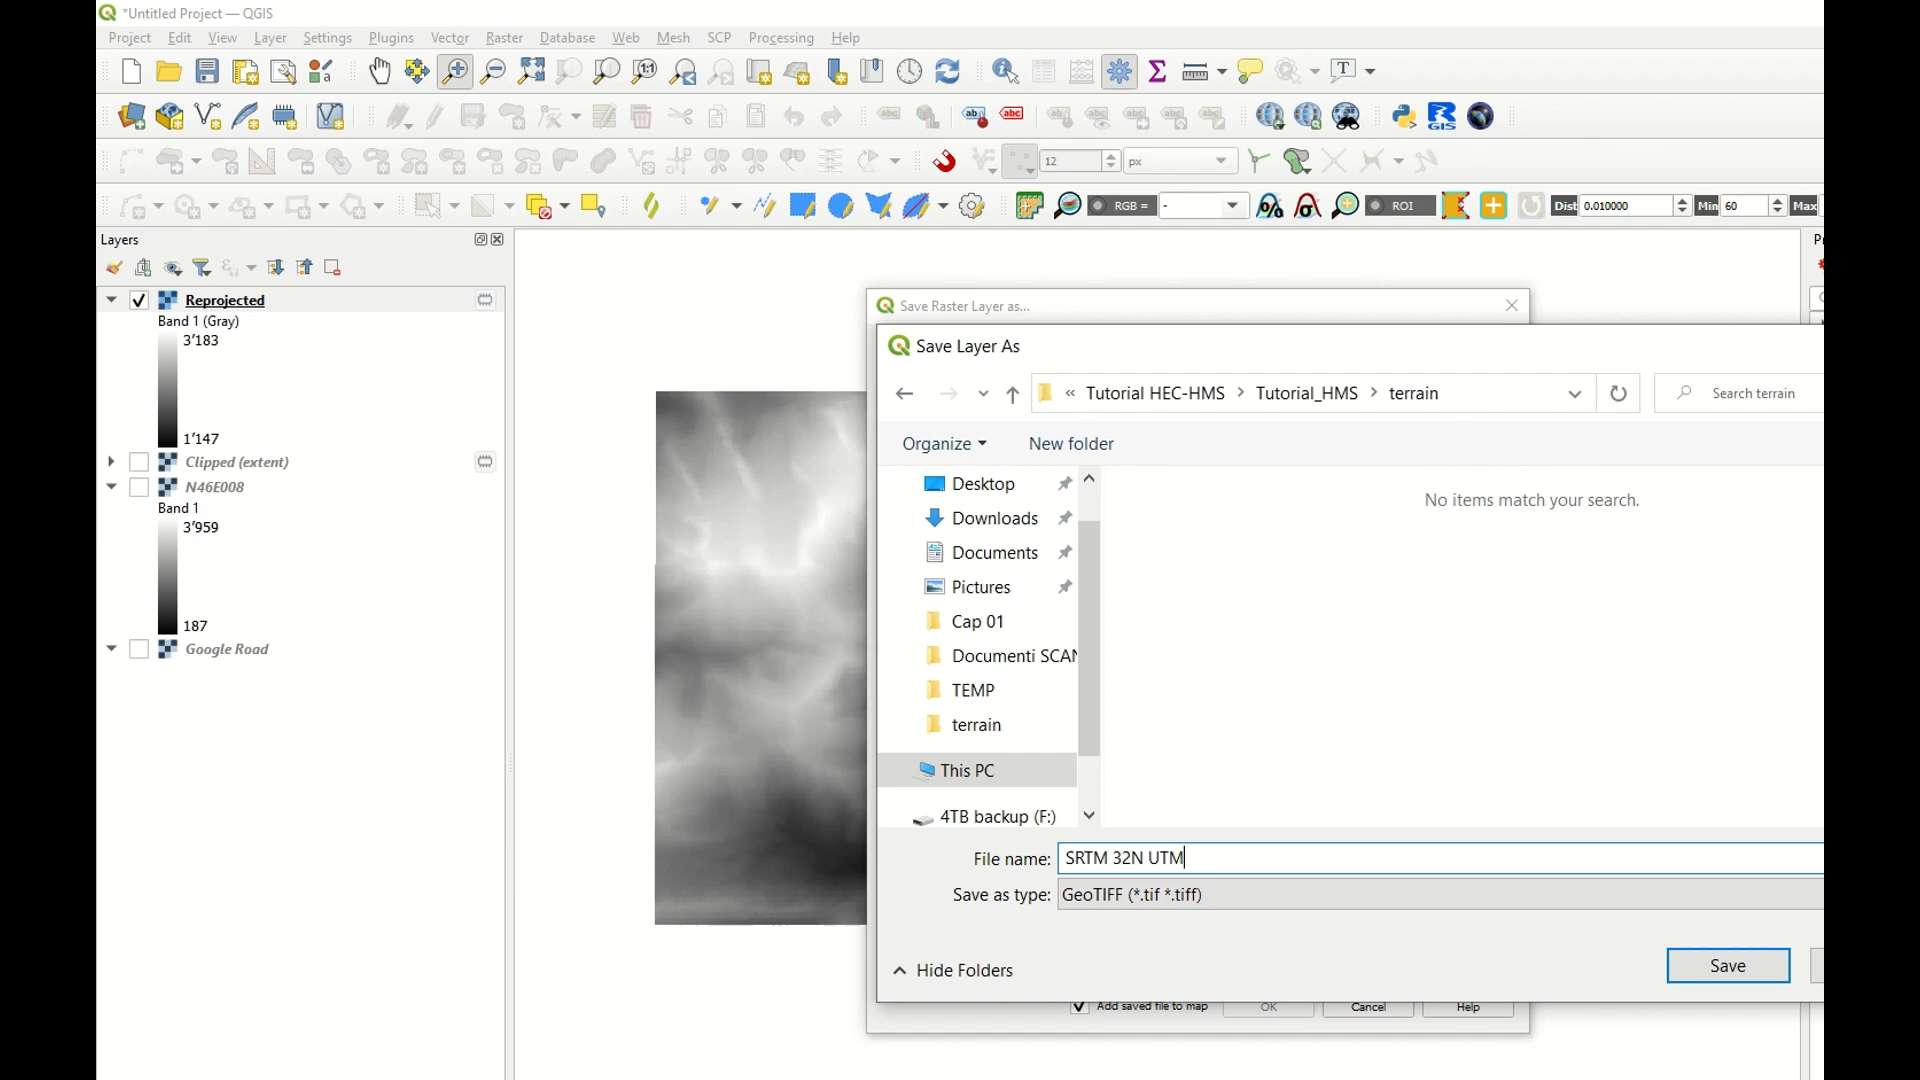 *Untitled Project — QGIS
Project Edit View Layer Settings Plugins Vector Raster Database Web Mesh SCP Processing Help
12 px
RGB = - ROI Dist 0.010000 Min 60 Max
Layers
Reprojected
Band 1 (Gray)
3'183
1'147
Clipped (extent)
N46E008
Band 1
3'959
187
Google Road
Save Raster Layer as...
Save Layer As
« Tutorial HEC-HMS > Tutorial_HMS > terrain
Search terrain
Organize
New folder
Desktop
Downloads
Documents
Pictures
Cap 01
Documenti SCAN
TEMP
terrain
This PC
4TB backup (F:)
No items match your search.
File name: SRTM 32N UTM
Save as type: GeoTIFF (*.tif *.tiff)
Hide Folders
Save
Add saved file to map
OK
Cancel
Help